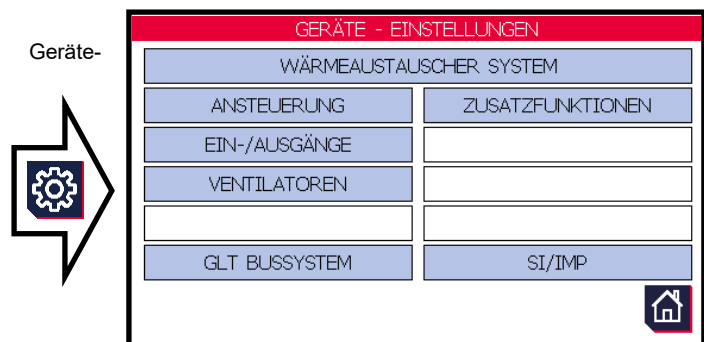 Geräte-
GERÄTE - EINSTELLUNGEN
WÄRMEAUSTAUSCHER SYSTEM
ANSTEUERUNG
ZUSATZFUNKTIONEN
EIN-/AUSGÄNGE
VENTILATOREN
GLT BUSSYSTEM
SI/IMP